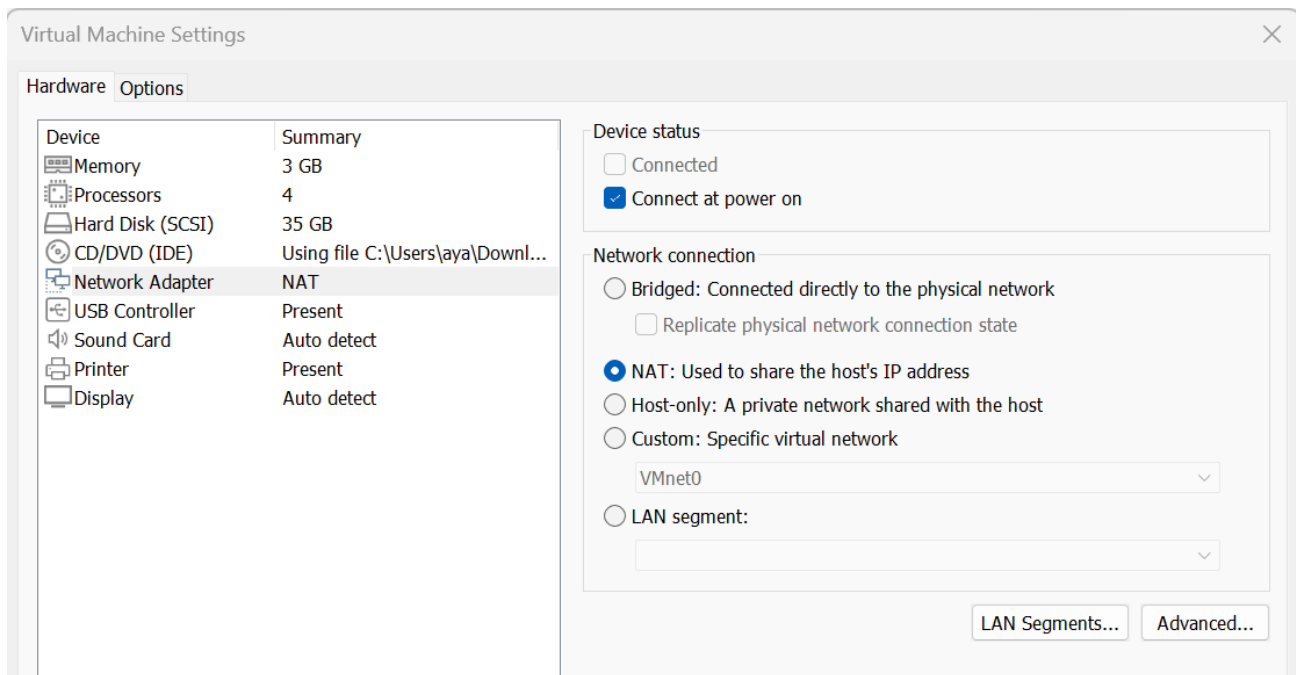 Virtual Machine Settings
Hardware Options
Device Summary
Memory 3 GB
Processors 4
Hard Disk (SCSI) 35 GB
CD/DVD (IDE) Using file C:\Users\aya\Downl...
Network Adapter NAT
USB Controller Present
Sound Card Auto detect
Printer Present
Display Auto detect
Device status
Connected
Connect at power on
Network connection
Bridged: Connected directly to the physical network
Replicate physical network connection state
NAT: Used to share the host's IP address
Host-only: A private network shared with the host
Custom: Specific virtual network
VMnet0
LAN segment:
LAN Segments... Advanced...